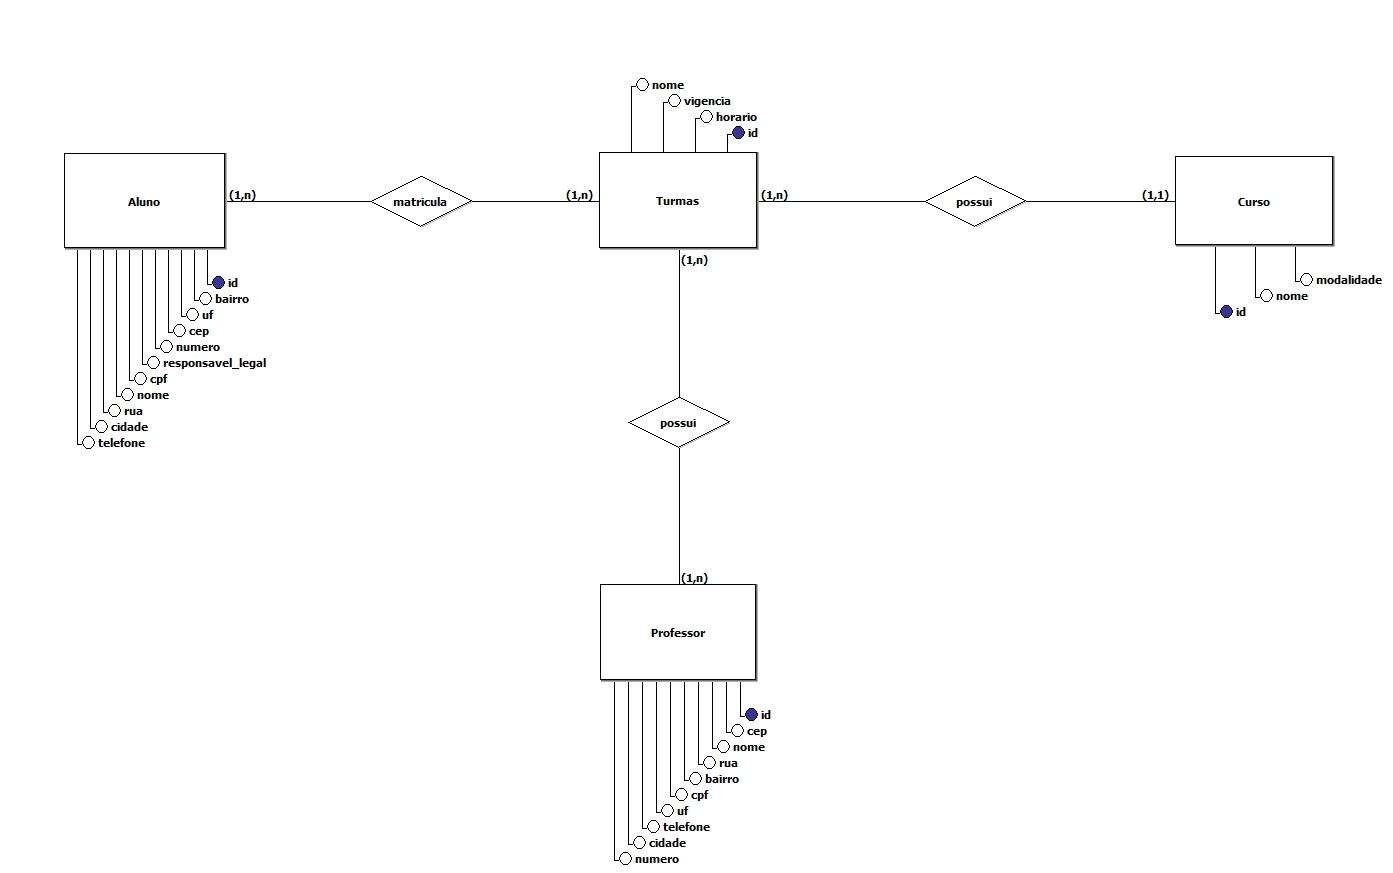 nome
vigencia
horario
id
Aluno
(1,n)
matricula
(1,n)
Turmas
(1,n)
possui
(1,1)
Curso
(1,n)
id
bairro
uf
cep
numero
responsavel_legal
cpf
nome
rua
cidade
telefone
modalidade
nome
id
possui
(1,n)
Professor
id
cep
nome
rua
bairro
cpf
uf
telefone
cidade
numero